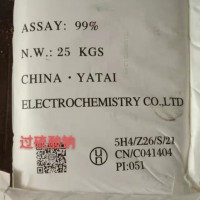 ASSAY: 99%
N.W.: 25 KGS
CHINA·YATAI
ELECTROCHEMISTRY CO.,LTD
过硫酸钠
5H4/Z26/S/21
CN/C041404
PI:051